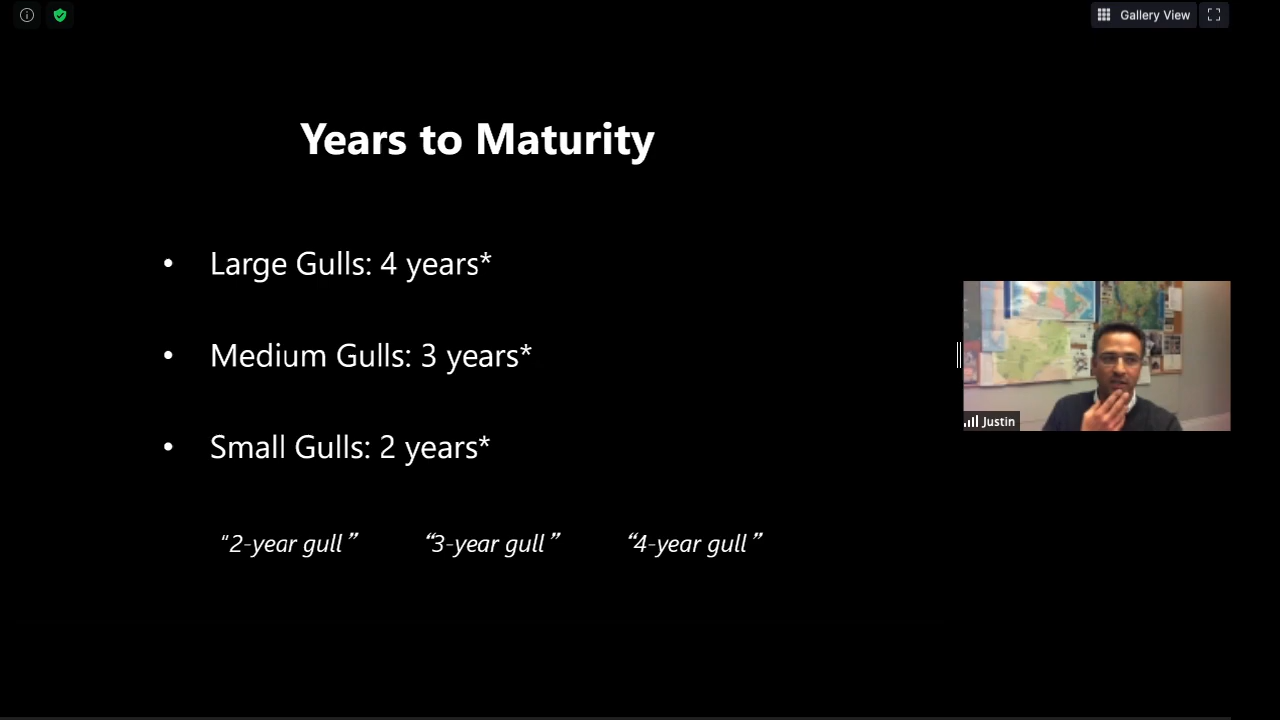 Gallery View
Years to Maturity
• Large Gulls: 4 years*
• Medium Gulls: 3 years*
• Small Gulls: 2 years*
“2-year gull” “3-year gull” “4-year gull”
Justin